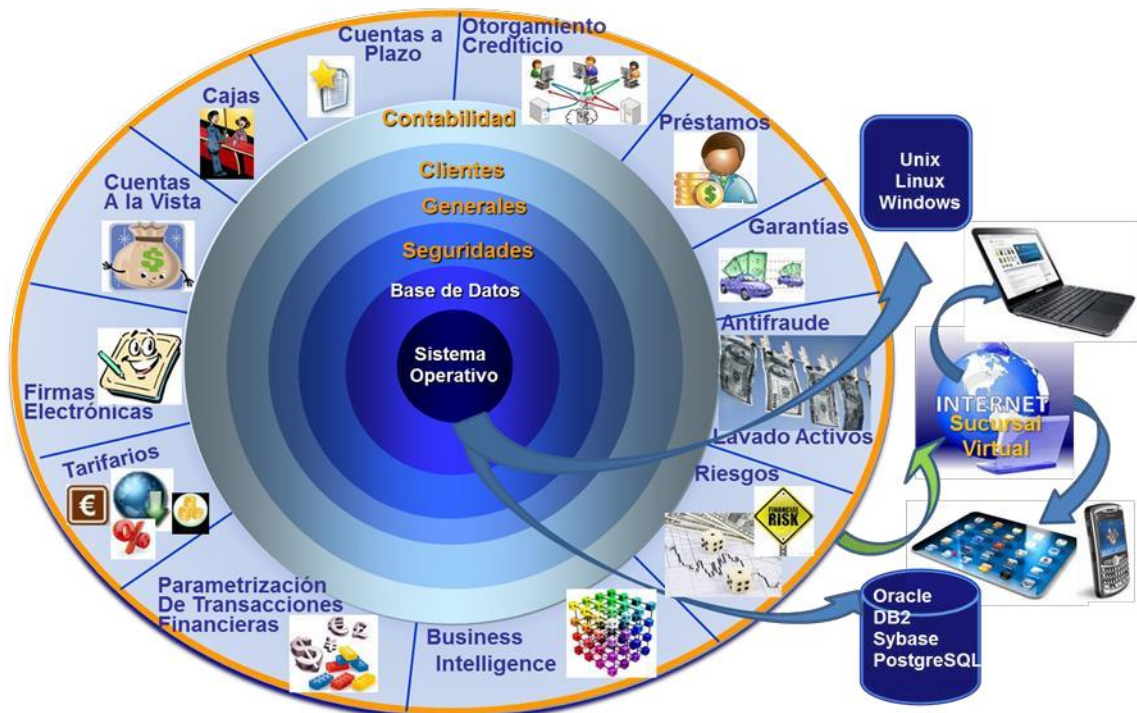 Cuentas a
Plazo
Otorgamiento
Crediticio
Cajas
Préstamos
Cuentas
A la Vista
Garantías
Firmas
Electrónicas
Antifraude
Lavado Activos
Tarifarios
Riesgos
FINANCIAL
RISK
Parametrización
De Transacciones
Financieras
Business
Intelligence
Contabilidad
Clientes
Generales
Seguridades
Base de Datos
Sistema
Operativo
Unix
Linux
Windows
INTERNET
Sucursal
Virtual
Oracle
DB2
Sybase
PostgreSQL